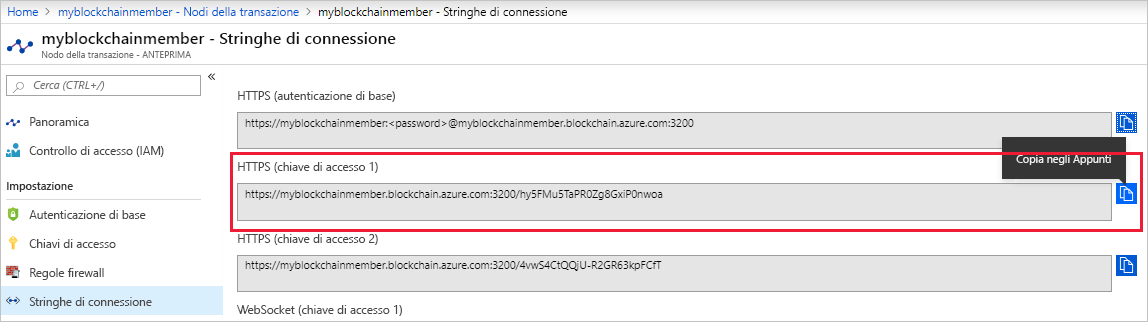 Home > myblockchainmember - Nodi della transazione > myblockchainmember - Stringhe di connessione
myblockchainmember - Stringhe di connessione
Nodo della transazione - ANTEPRIMA
Cerca (CTRL+/)
«
Panoramica
Controllo di accesso (IAM)
Impostazione
Autenticazione di base
Chiavi di accesso
Regole firewall
Stringhe di connessione
HTTPS (autenticazione di base)
https://myblockchainmember:<password>@myblockchainmember.blockchain.azure.com:3200
Copia negli Appunti
HTTPS (chiave di accesso 1)
https://myblockchainmember.blockchain.azure.com:3200/hy5FMu5TaPR0Zg8GxiP0nwoa
HTTPS (chiave di accesso 2)
https://myblockchainmember.blockchain.azure.com:3200/4vwS4CtQQjU-R2GR63kpFCfT
WebSocket (chiave di accesso 1)